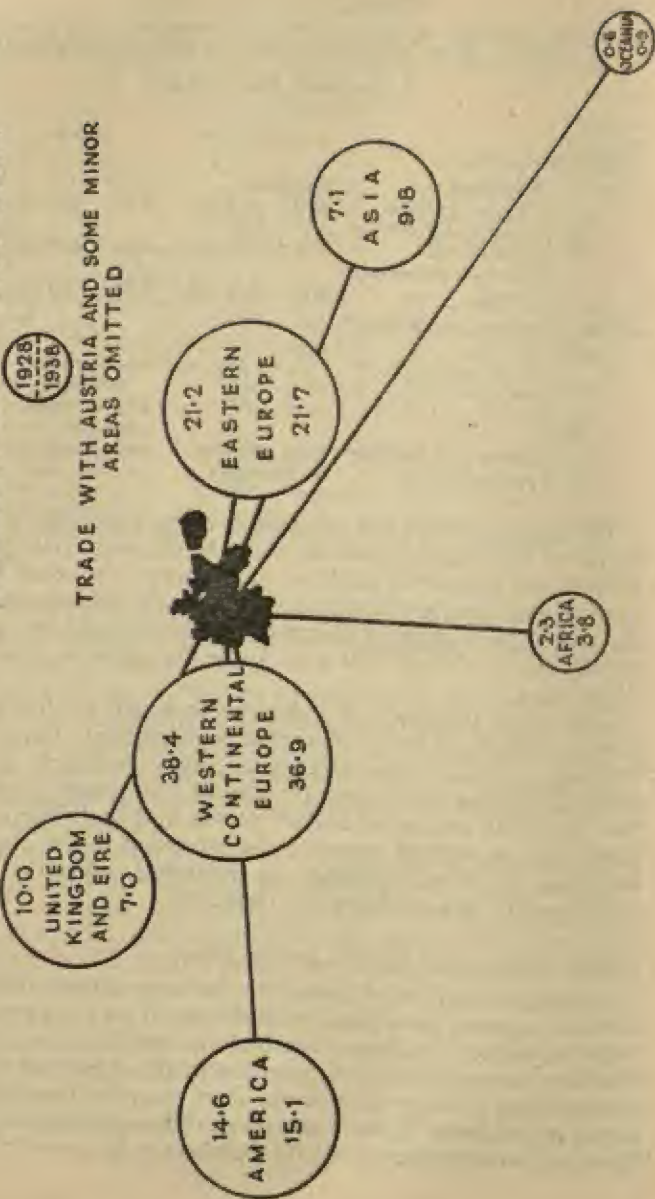 1928
1938
TRADE WITH AUSTRIA AND SOME MINOR
AREAS OMITTED
10·0
UNITED
KINGDOM
AND EIRE
7·0
14·6
AMERICA
15·1
38·4
WESTERN
CONTINENTAL
EUROPE
36·9
21·2
EASTERN
EUROPE
21·7
7·1
ASIA
9·8
2·3
AFRICA
3·8
0·6
OCEANIA
0·9